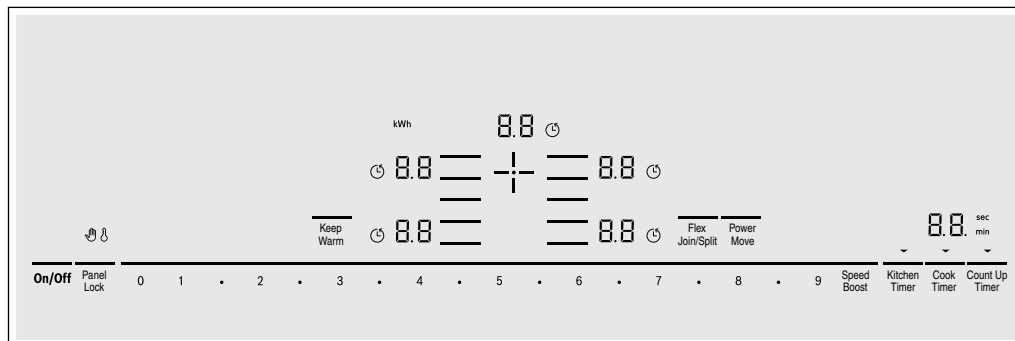 kWh
8.8
8.8
8.8
8.8
8.8
Keep
Warm
Flex
Join/Split
Power
Move
8.8.
sec
min
On/Off
Panel
Lock
0 1 • 2 • 3 • 4 • 5 • 6 • 7 • 8 • 9
Speed
Boost
Kitchen
Timer
Cook
Timer
Count Up
Timer